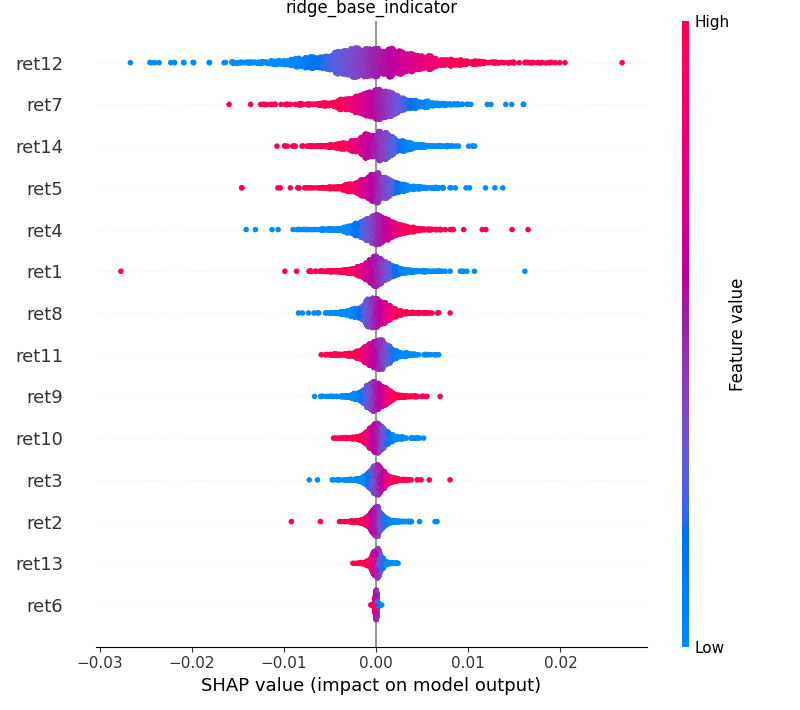 ridge_base_indicator
High
ret12
ret7
ret14
ret5
ret4
ret1
ret8
ret11
ret9
ret10
ret3
ret2
ret13
ret6
Feature value
Low
−0.03 −0.02 −0.01 0.00 0.01 0.02
SHAP value (impact on model output)